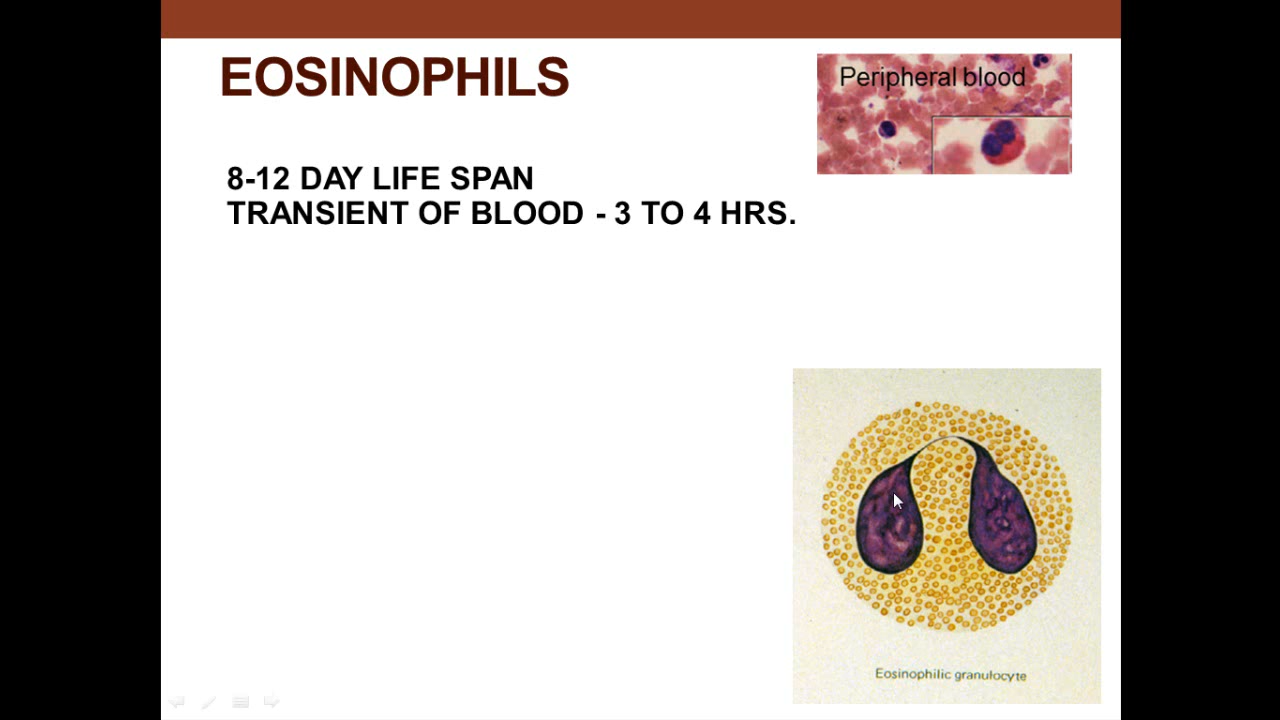 EOSINOPHILS
Peripheral blood
8-12 DAY LIFE SPAN
TRANSIENT OF BLOOD - 3 TO 4 HRS.
Eosinophilic granulocyte